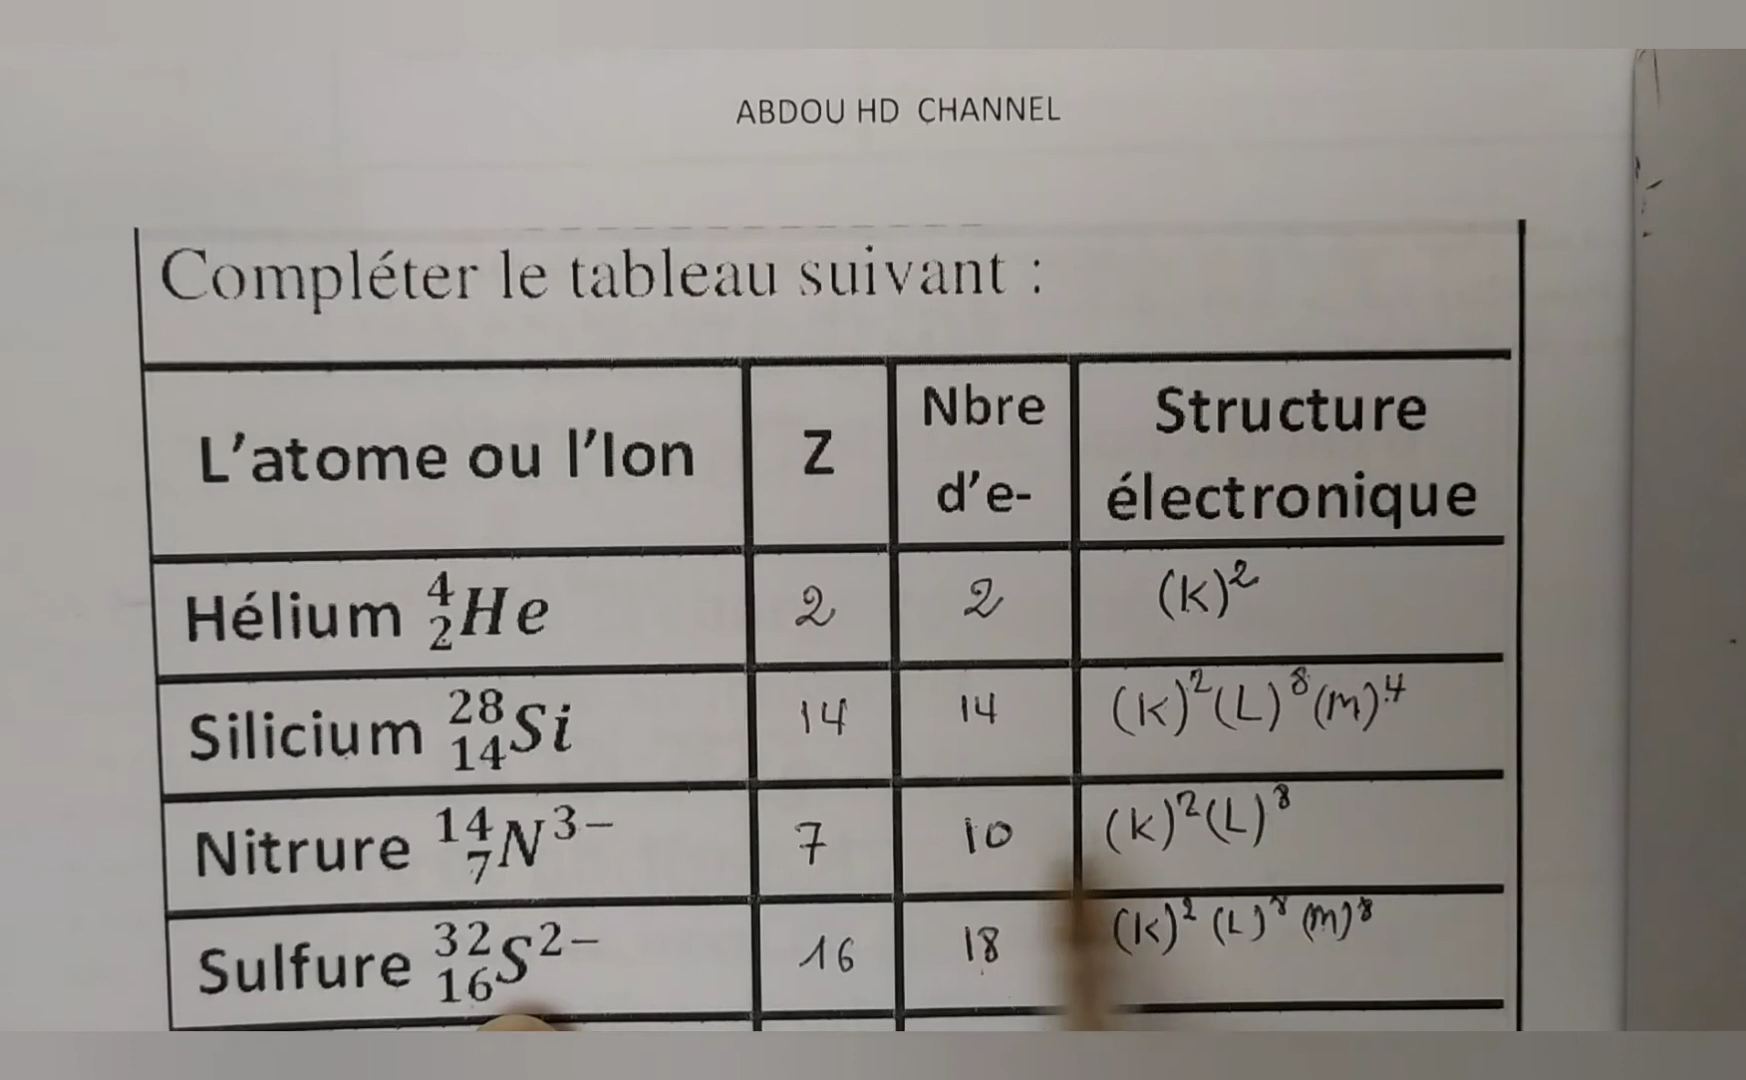 ABDOU HD CHANNEL
Compléter le tableau suivant :
L'atome ou l'Ion Z Nbre d'e- Structure électronique
Hélium ⁴₂He 2 2 (K)²
Silicium ²⁸₁₄Si 14 14 (K)²(L)⁸(M)⁴
Nitrure ¹⁴₇N³⁻ 7 10 (K)²(L)⁸
Sulfure ³²₁₆S²⁻ 16 18 (K)² (L)⁸ (M)⁸